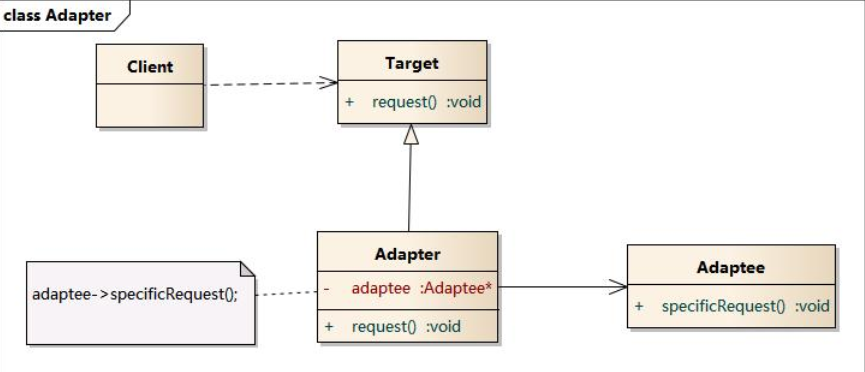 class Adapter
Client
Target
+ request() :void
Adapter
- adaptee :Adaptee*
+ request() :void
adaptee->specificRequest();
Adaptee
+ specificRequest() :void